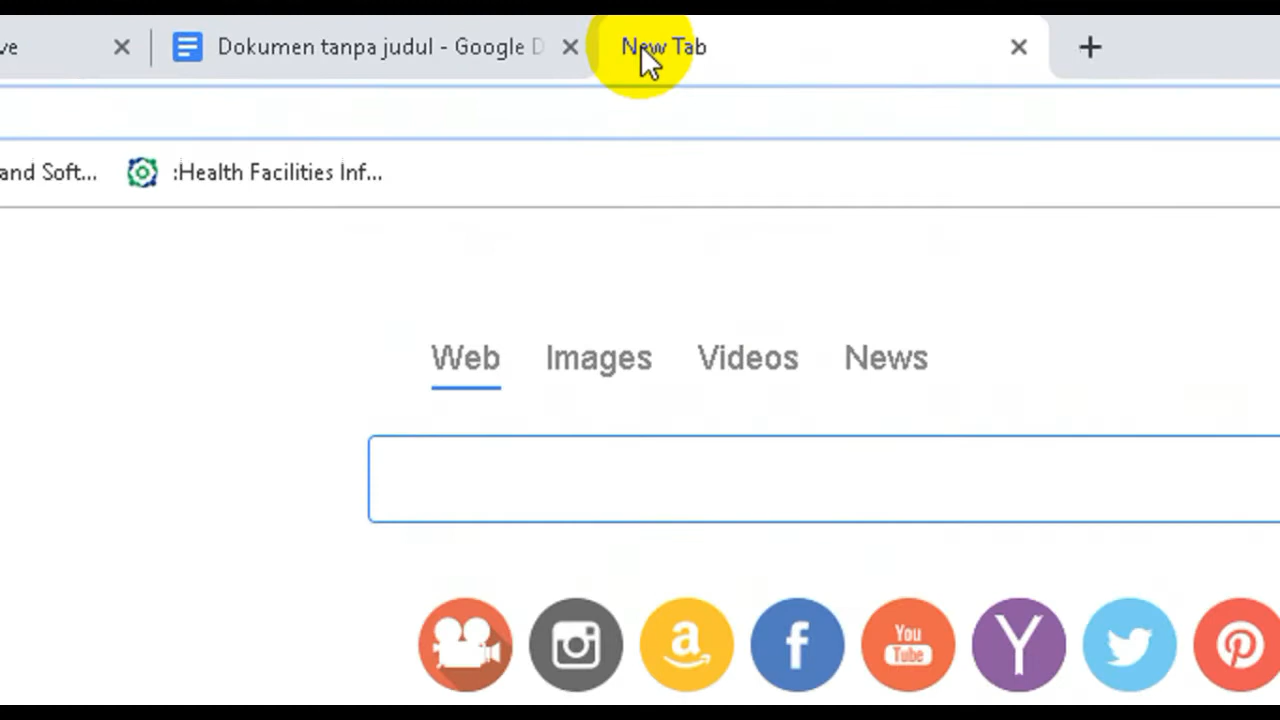 ve Dokumen tanpa judul - Google D New Tab
and Soft... :Health Facilities Inf...
Web Images Videos News
a f You Tube Y